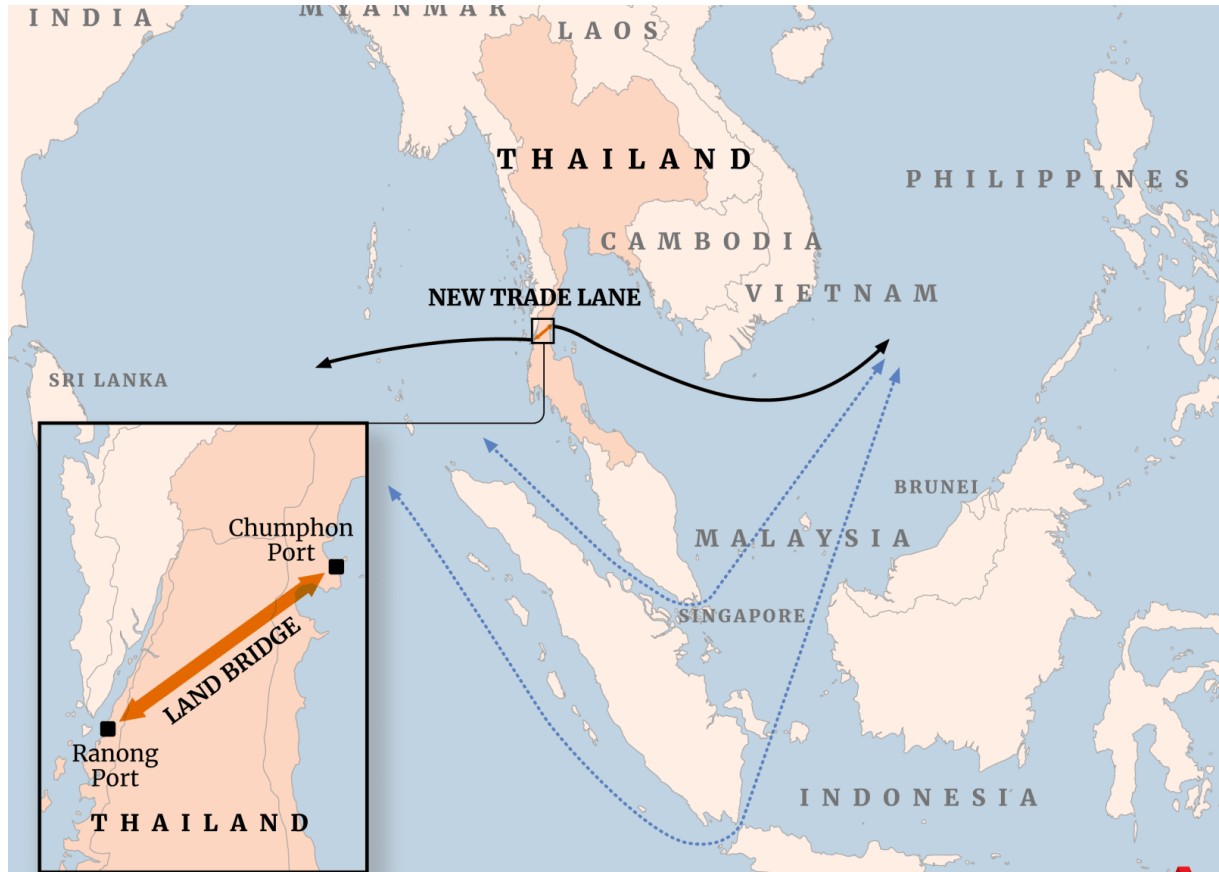 INDIA
MYANMAR
LAOS
THAILAND
PHILIPPINES
CAMBODIA
VIETNAM
NEW TRADE LANE
SRI LANKA
BRUNEI
MALAYSIA
SINGAPORE
INDONESIA
Chumphon
Port
LAND BRIDGE
Ranong
Port
THAILAND